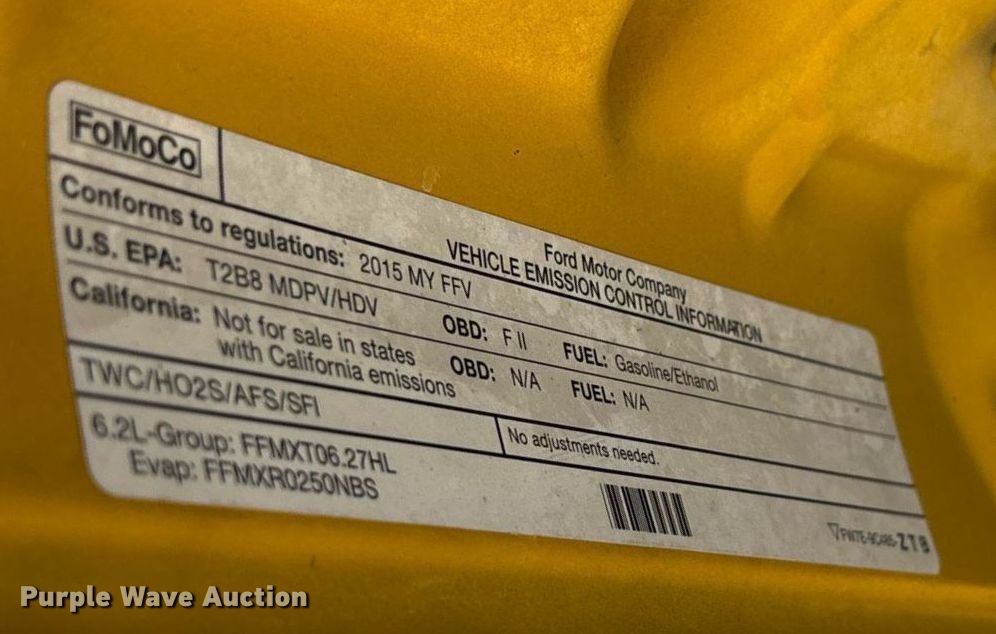 FoMoCo
Ford Motor Company
VEHICLE EMISSION CONTROL INFORMATION
Conforms to regulations: 2015 MY FFV
U.S. EPA: T2B8 MDPV/HDV OBD: F II FUEL: Gasoline/Ethanol
California: Not for sale in states with California emissions OBD: N/A FUEL: N/A
TWC/HO2S/AFS/SFI
No adjustments needed.
6.2L-Group: FFMXT06.27HL
Evap: FFMXR0250NBS
ZTB
Purple Wave Auction